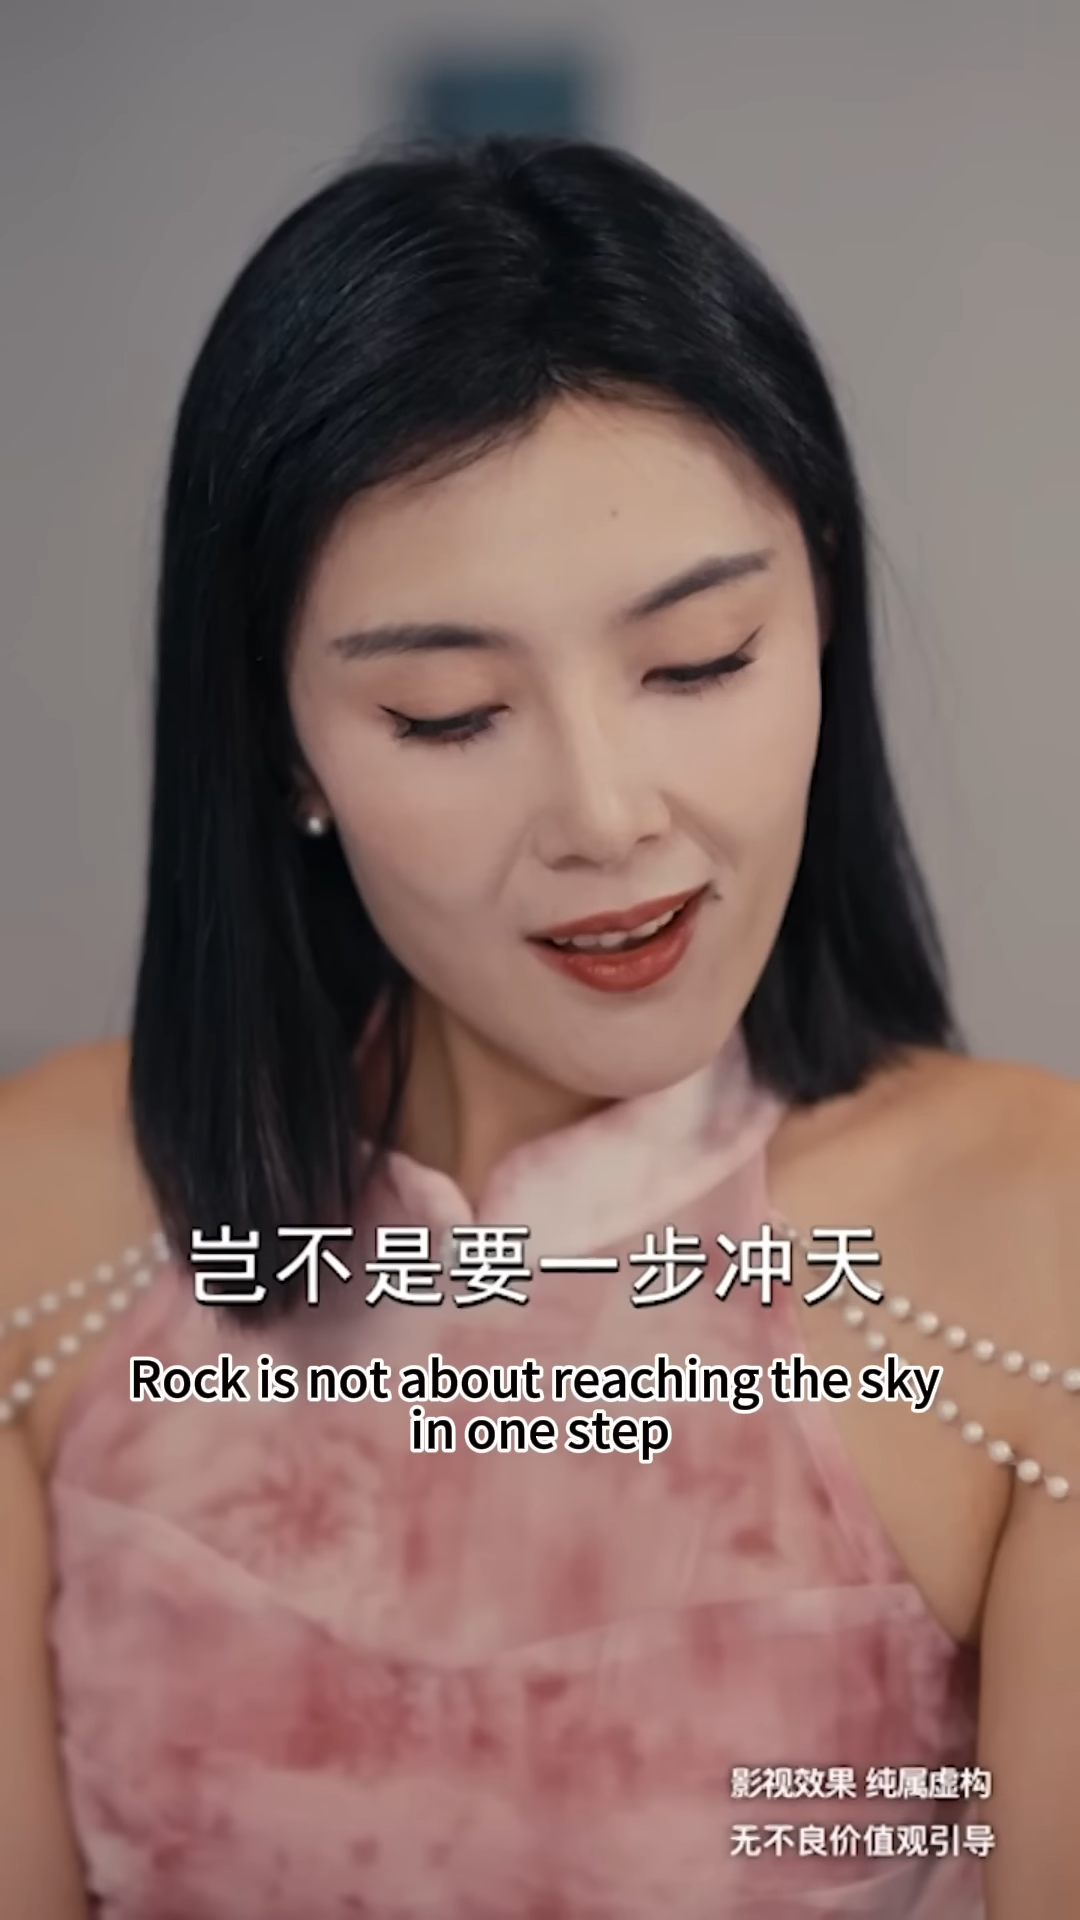 岂不是要一步冲天
Rock is not about reaching the sky
in one step
影视效果 纯属虚构
无不良价值观引导